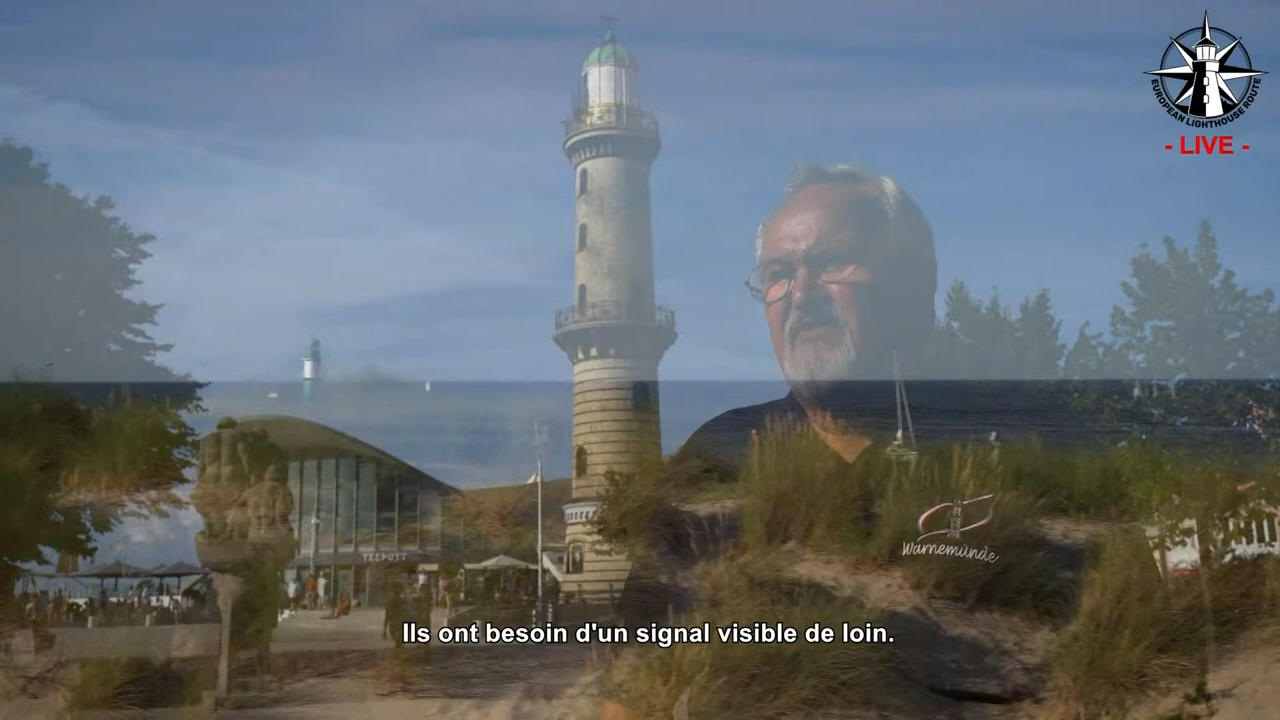 EUROPEAN LIGHTHOUSE ROUTE
- LIVE -
TEEPOTT
Warnemünde
Ils ont besoin d'un signal visible de loin.